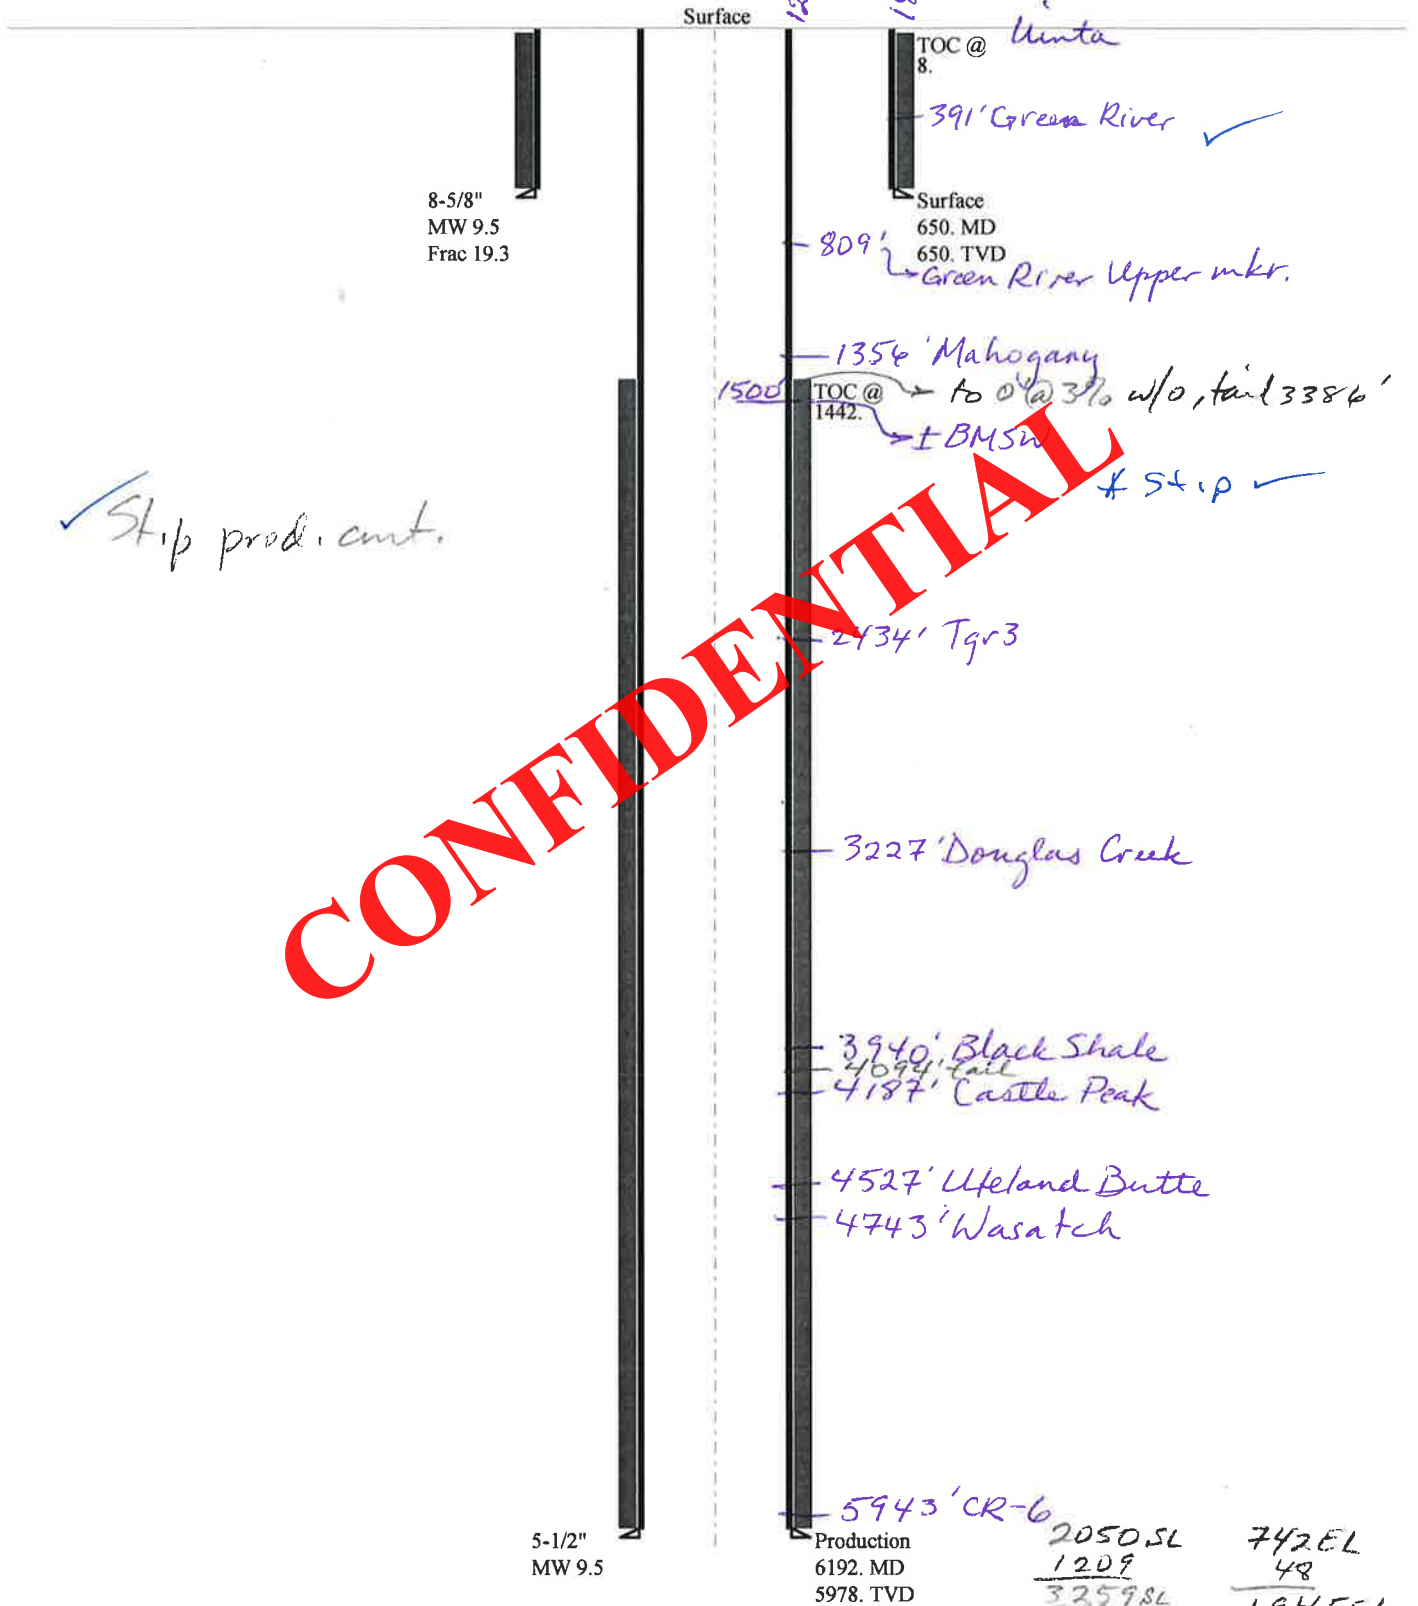 Surface
TOC @ Uinta
8.
391' Green River ✓
8-5/8"
MW 9.5
Frac 19.3
Surface
650. MD
650. TVD
809'
Green River Upper mkr.
1356' Mahogany
1500'
TOC @
1442.
to 0' @ 3% w/o, tail 3386'
± BMSW
* Stip ✓
✓ Stip prod. cmt.
2434' Tgr3
CONFIDENTIAL
3227' Douglas Creek
3940' Black Shale
4094' tail
4187' Castle Peak
4527' Uteland Butte
4743' Wasatch
5943' CR-6
5-1/2"
MW 9.5
Production
6192. MD
5978. TVD
2050 SL 742 EL
1209 48
3259 SL